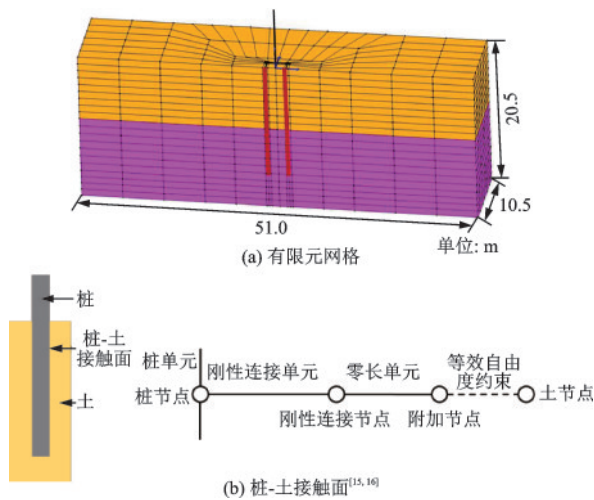 20.5
10.5
51.0
单位: m
(a) 有限元网格
桩
桩-土
接触面
土
桩单元
刚性连接单元
零长单元
等效自由
度约束
桩节点
土节点
刚性连接节点
附加节点
(b) 桩-土接触面[15, 16]